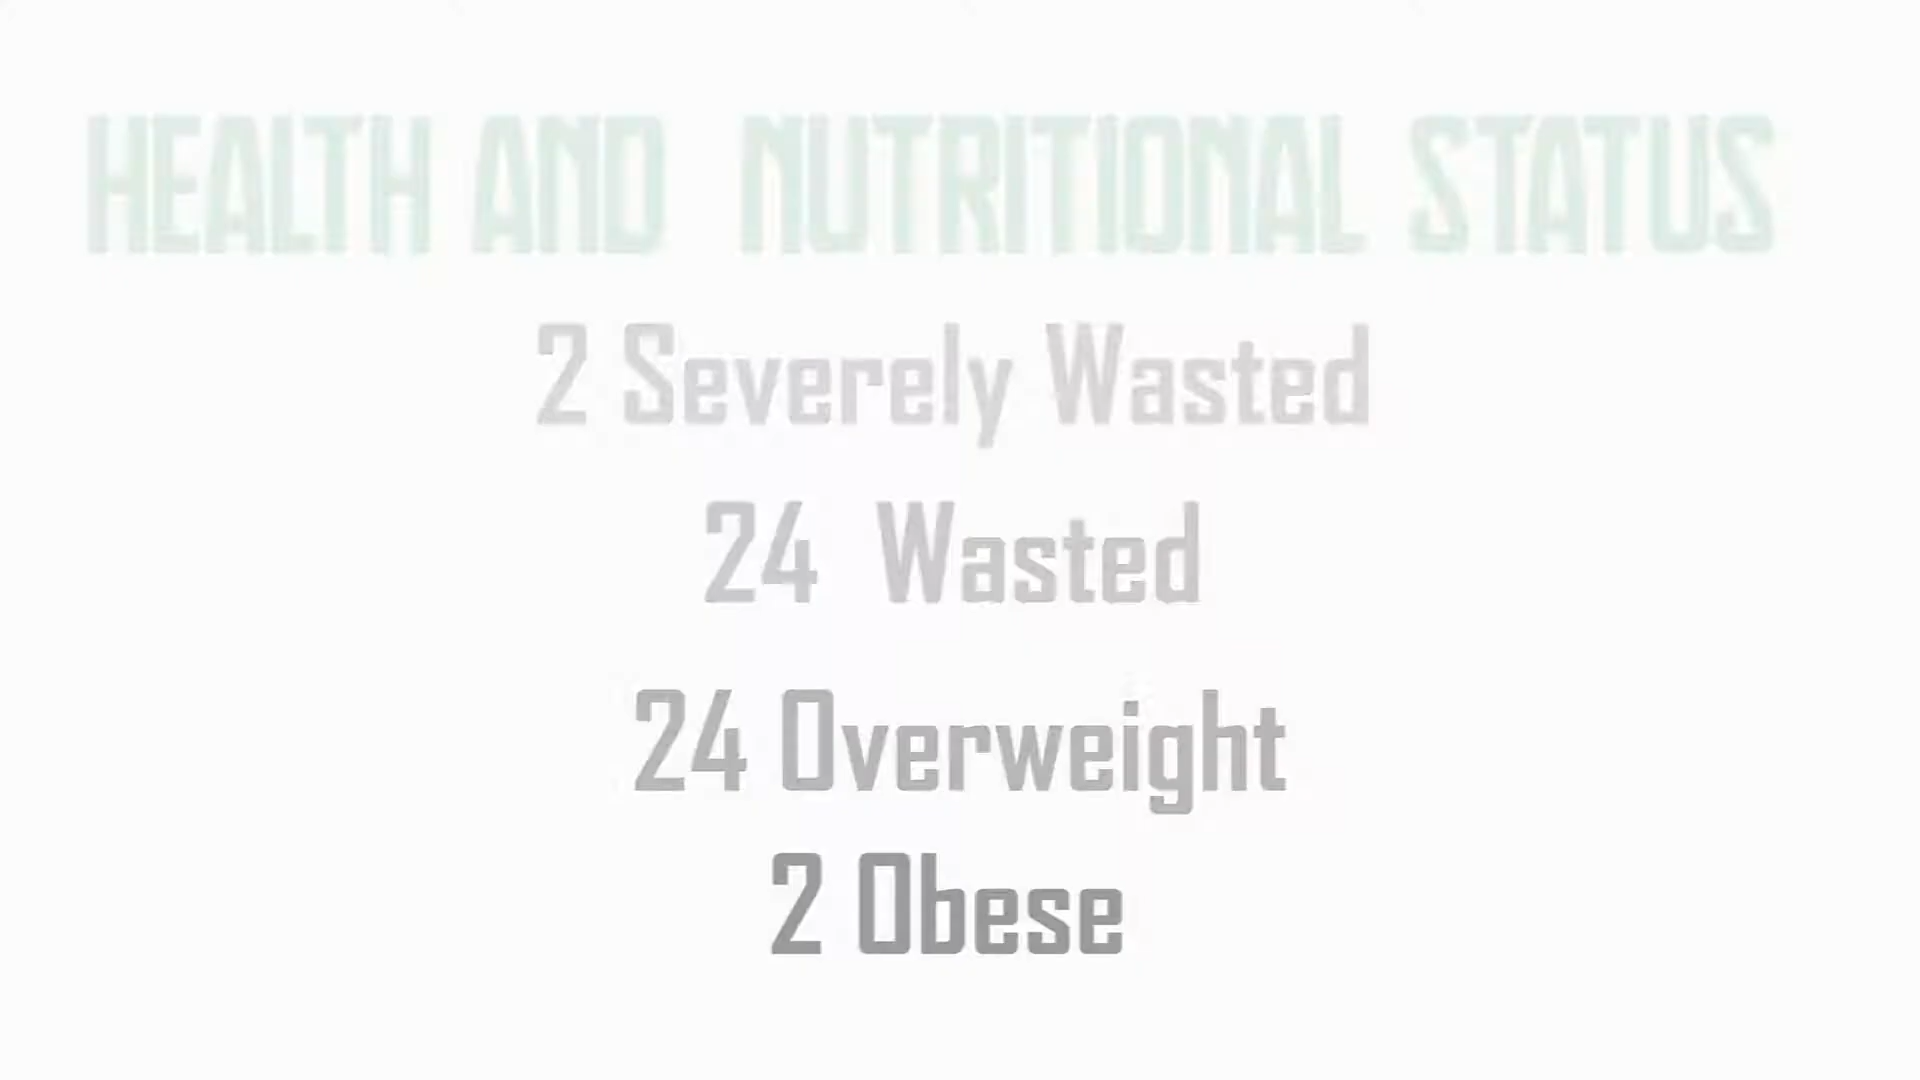 HEALTH AND NUTRITIONAL STATUS
2 Severely Wasted
24 Wasted
24 Overweight
2 Obese